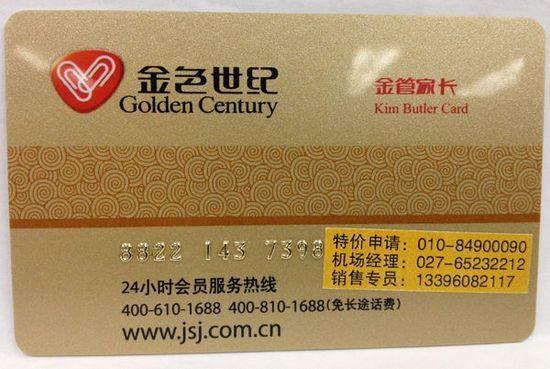 金色世纪
Golden Century
金管家卡
Kim Butler Card
8822 143 7398
特价申请：010-84900090
机场经理：027-65232212
销售专员：13396082117
24小时会员服务热线
400-610-1688 400-810-1688(免长途话费)
www.jsj.com.cn